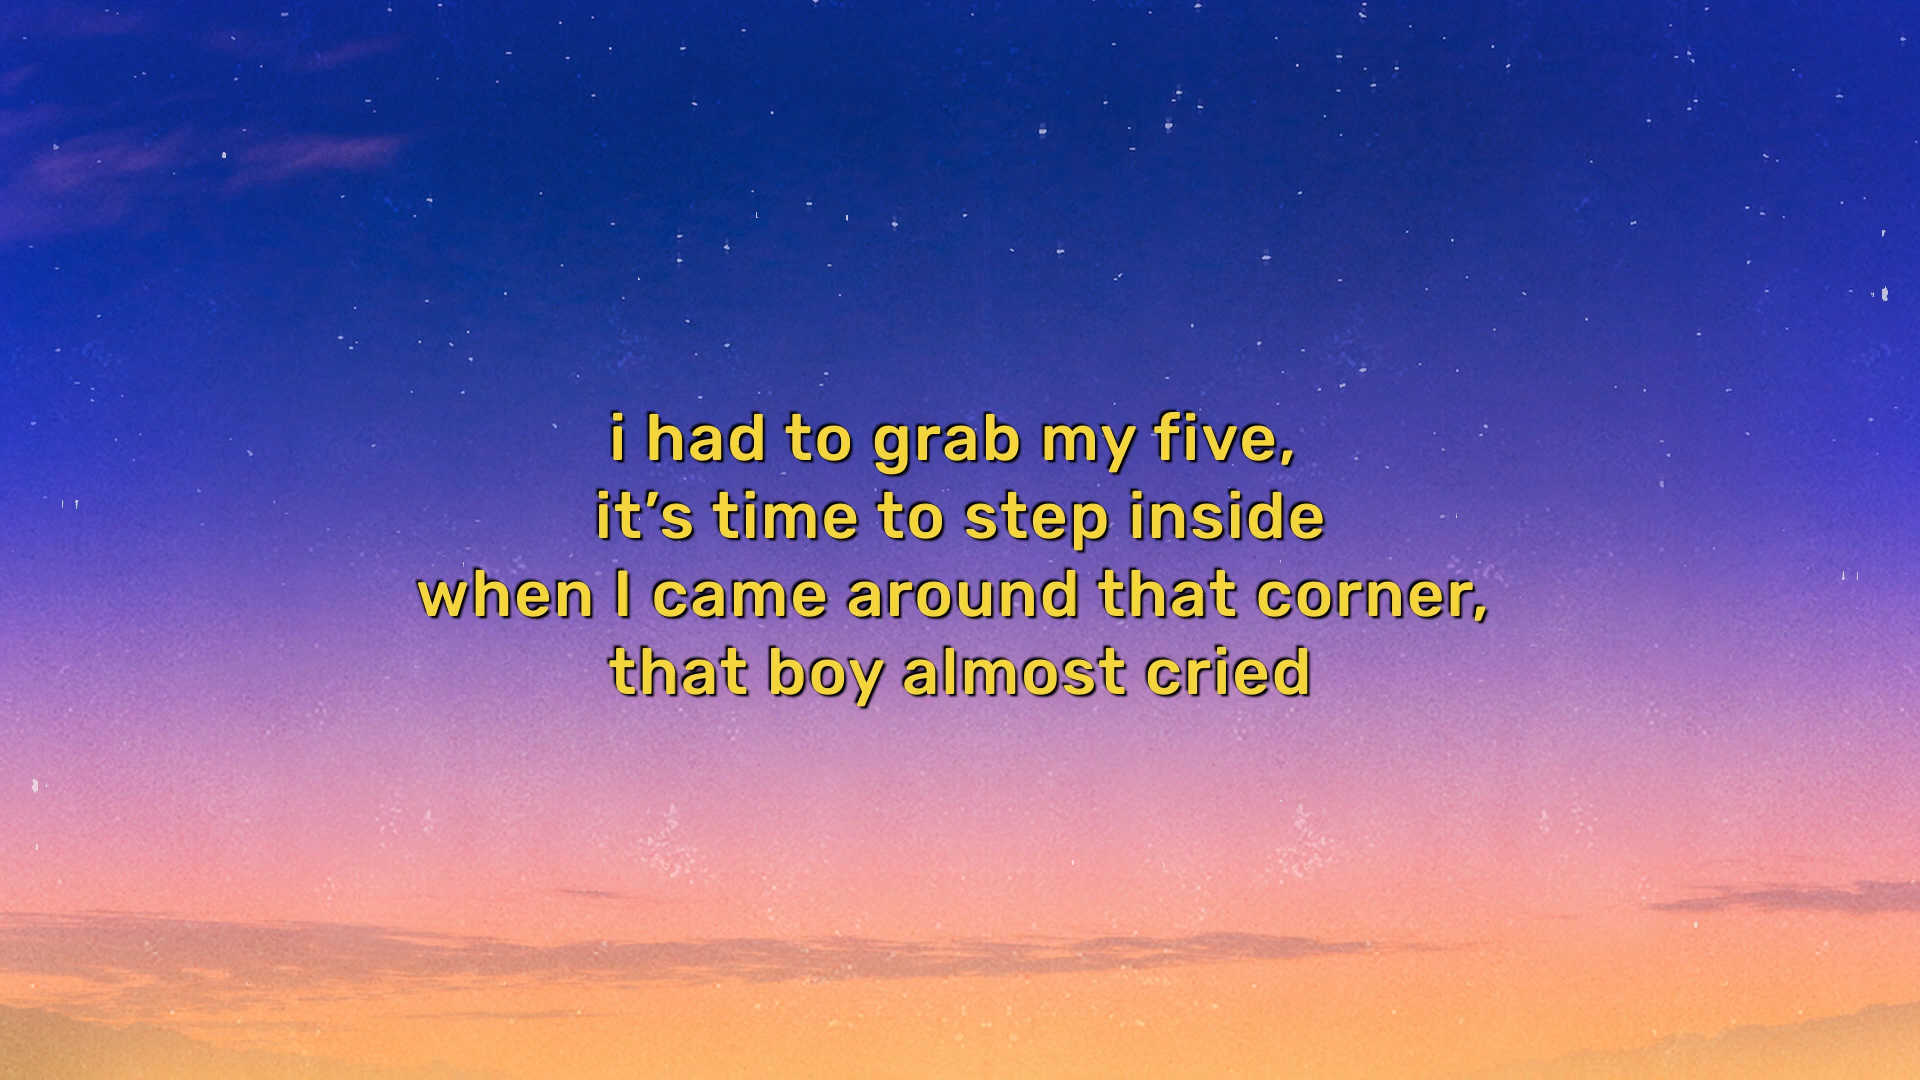 i had to grab my five,
it’s time to step inside
when I came around that corner,
that boy almost cried